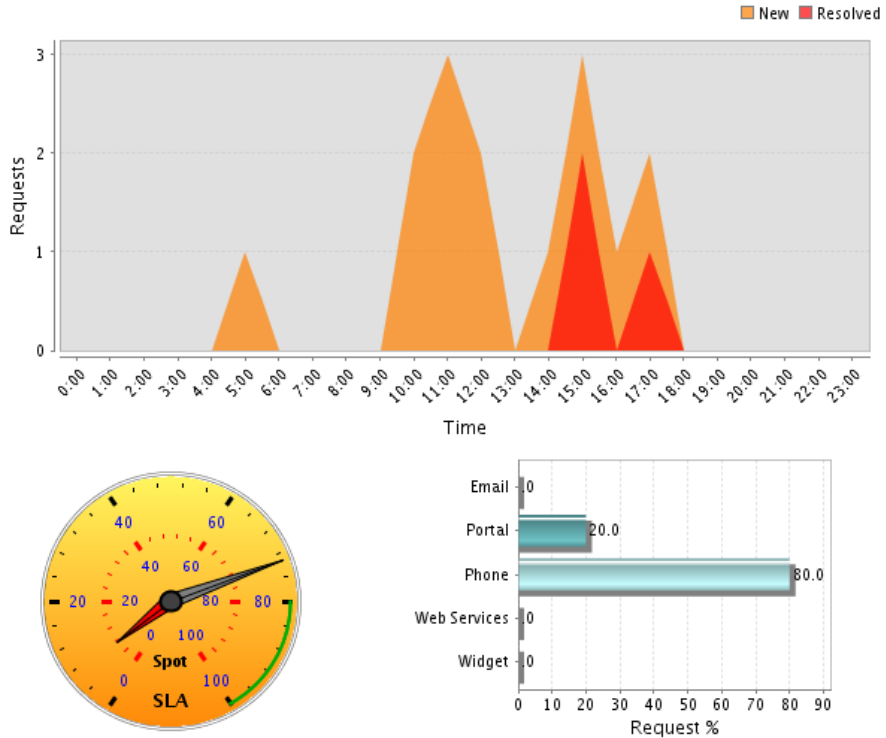 New Resolved
3
2
1
0
Requests
0:00 1:00 2:00 3:00 4:00 5:00 6:00 7:00 8:00 9:00 10:00 11:00 12:00 13:00 14:00 15:00 16:00 17:00 18:00 19:00 20:00 21:00 22:00 23:00
Time
40 60
40 60
20 20 80 80
0 100
Spot
0 100
SLA
Email .0
Portal 20.0
Phone 80.0
Web Services .0
Widget .0
0 10 20 30 40 50 60 70 80 90
Request %